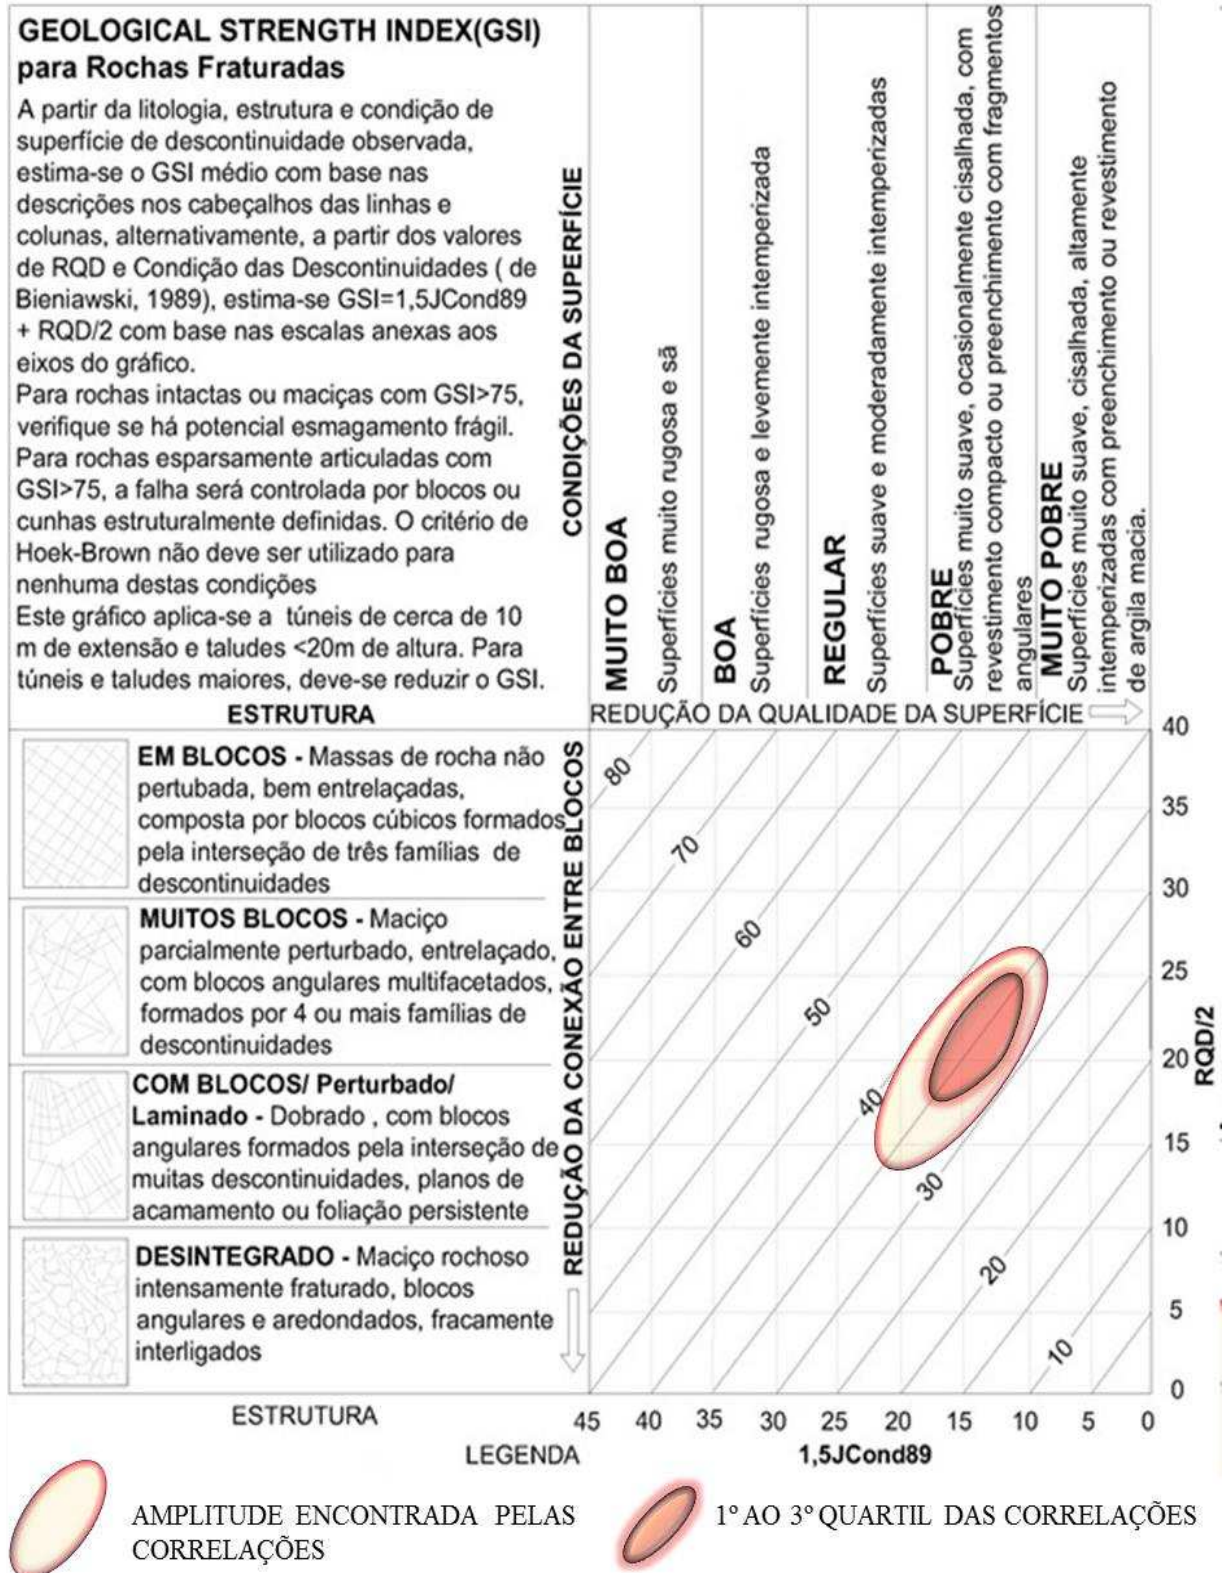 GEOLOGICAL STRENGTH INDEX(GSI)
para Rochas Fraturadas
A partir da litologia, estrutura e condição de
superfície de descontinuidade observada,
estima-se o GSI médio com base nas
descrições nos cabeçalhos das linhas e
colunas, alternativamente, a partir dos valores
de RQD e Condição das Descontinuidades ( de
Bieniawski, 1989), estima-se GSI=1,5JCond89
+ RQD/2 com base nas escalas anexas aos
eixos do gráfico.
Para rochas intactas ou maciças com GSI>75,
verifique se há potencial esmagamento frágil.
Para rochas esparsamente articuladas com
GSI>75, a falha será controlada por blocos ou
cunhas estruturalmente definidas. O critério de
Hoek-Brown não deve ser utilizado para
nenhuma destas condições
Este gráfico aplica-se a túneis de cerca de 10
m de extensão e taludes <20m de altura. Para
túneis e taludes maiores, deve-se reduzir o GSI.
CONDIÇÕES DA SUPERFÍCIE
MUITO BOA
Superfícies muito rugosa e sã
BOA
Superfícies rugosa e levemente intemperizada
REGULAR
Superfícies suave e moderadamente intemperizadas
POBRE
Superfícies muito suave, ocasionalmente cisalhada, com
revestimento compacto ou preenchimento com fragmentos
angulares
MUITO POBRE
Superfícies muito suave, cisalhada, altamente
intemperizadas com preenchimento ou revestimento
de argila macia.
ESTRUTURA
REDUÇÃO DA QUALIDADE DA SUPERFÍCIE
EM BLOCOS - Massas de rocha não
pertubada, bem entrelaçadas,
composta por blocos cúbicos formados
pela interseção de três famílias de
descontinuidades
MUITOS BLOCOS - Maciço
parcialmente perturbado, entrelaçado,
com blocos angulares multifacetados,
formados por 4 ou mais famílias de
descontinuidades
COM BLOCOS/ Perturbado/
Laminado - Dobrado , com blocos
angulares formados pela interseção de
muitas descontinuidades, planos de
acamamento ou foliação persistente
DESINTEGRADO - Maciço rochoso
intensamente fraturado, blocos
angulares e aredondados, fracamente
interligados
REDUÇÃO DA CONEXÃO ENTRE BLOCOS
80
70
60
50
40
30
20
10
40
35
30
25
20
15
10
5
0
RQD/2
ESTRUTURA
45 40 35 30 25 20 15 10 5 0
LEGENDA
1,5JCond89
AMPLITUDE ENCONTRADA PELAS
CORRELAÇÕES
1º AO 3º QUARTIL DAS CORRELAÇÕES